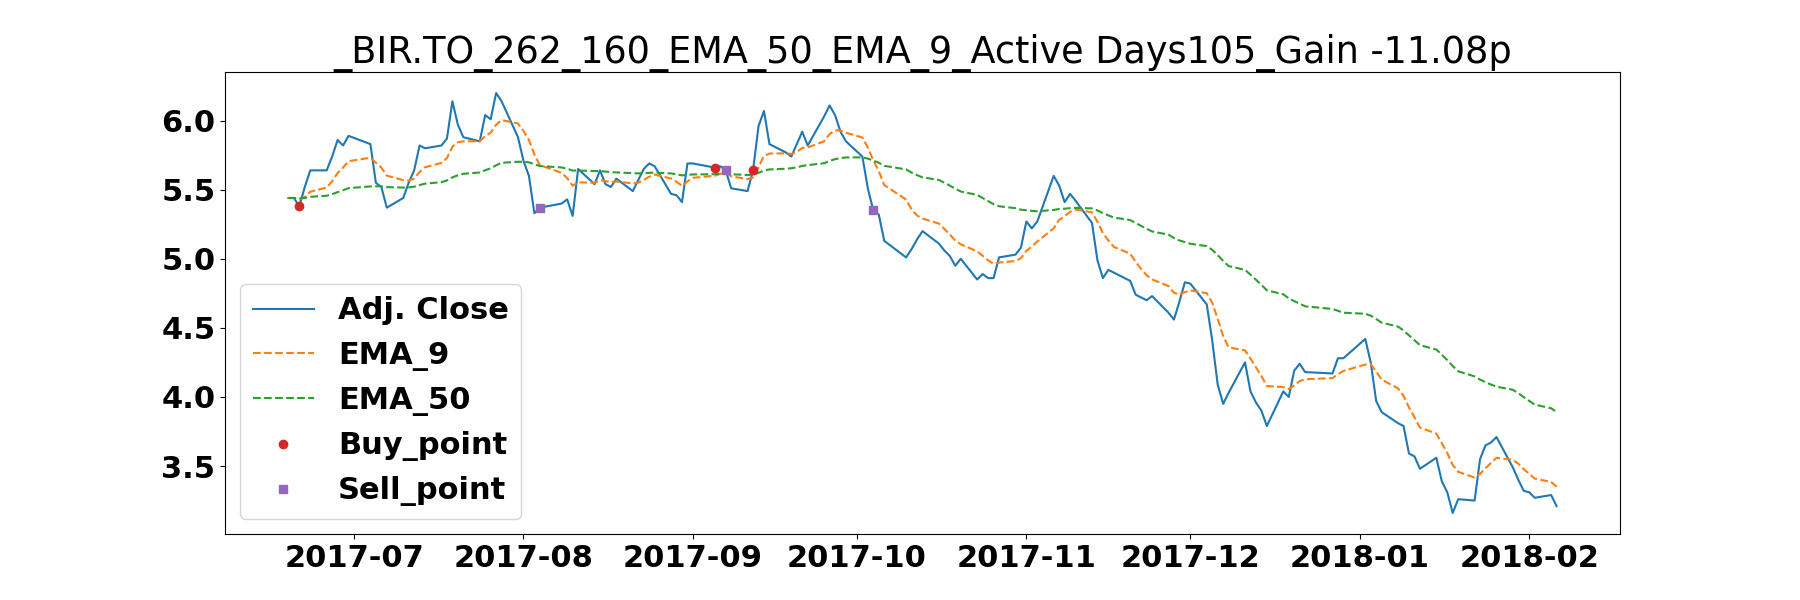 _BIR.TO_262_160_EMA_50_EMA_9_Active Days105_Gain -11.08p
6.0
5.5
5.0
4.5
4.0
3.5
Adj. Close
EMA_9
EMA_50
Buy_point
Sell_point
2017-07 2017-08 2017-09 2017-10 2017-11 2017-12 2018-01 2018-02